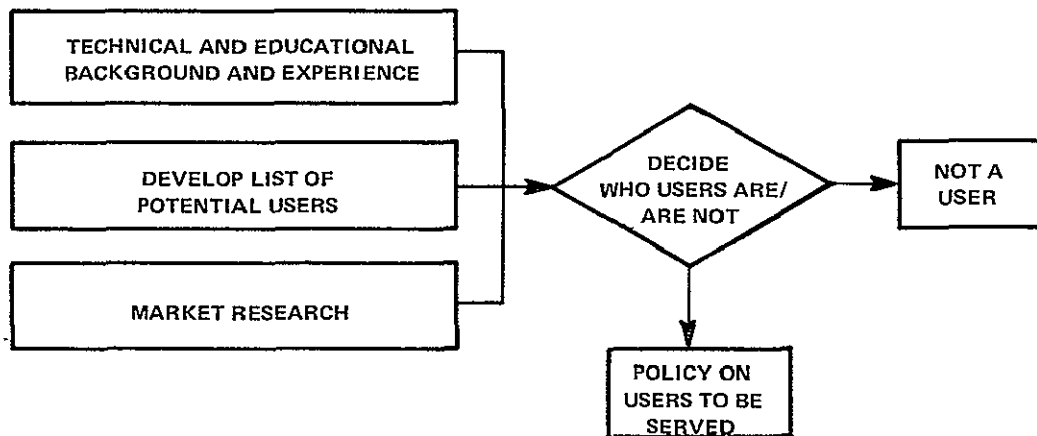 TECHNICAL AND EDUCATIONAL
BACKGROUND AND EXPERIENCE
DEVELOP LIST OF
POTENTIAL USERS
MARKET RESEARCH
DECIDE
WHO USERS ARE/
ARE NOT
NOT A
USER
POLICY ON
USERS TO BE
SERVED